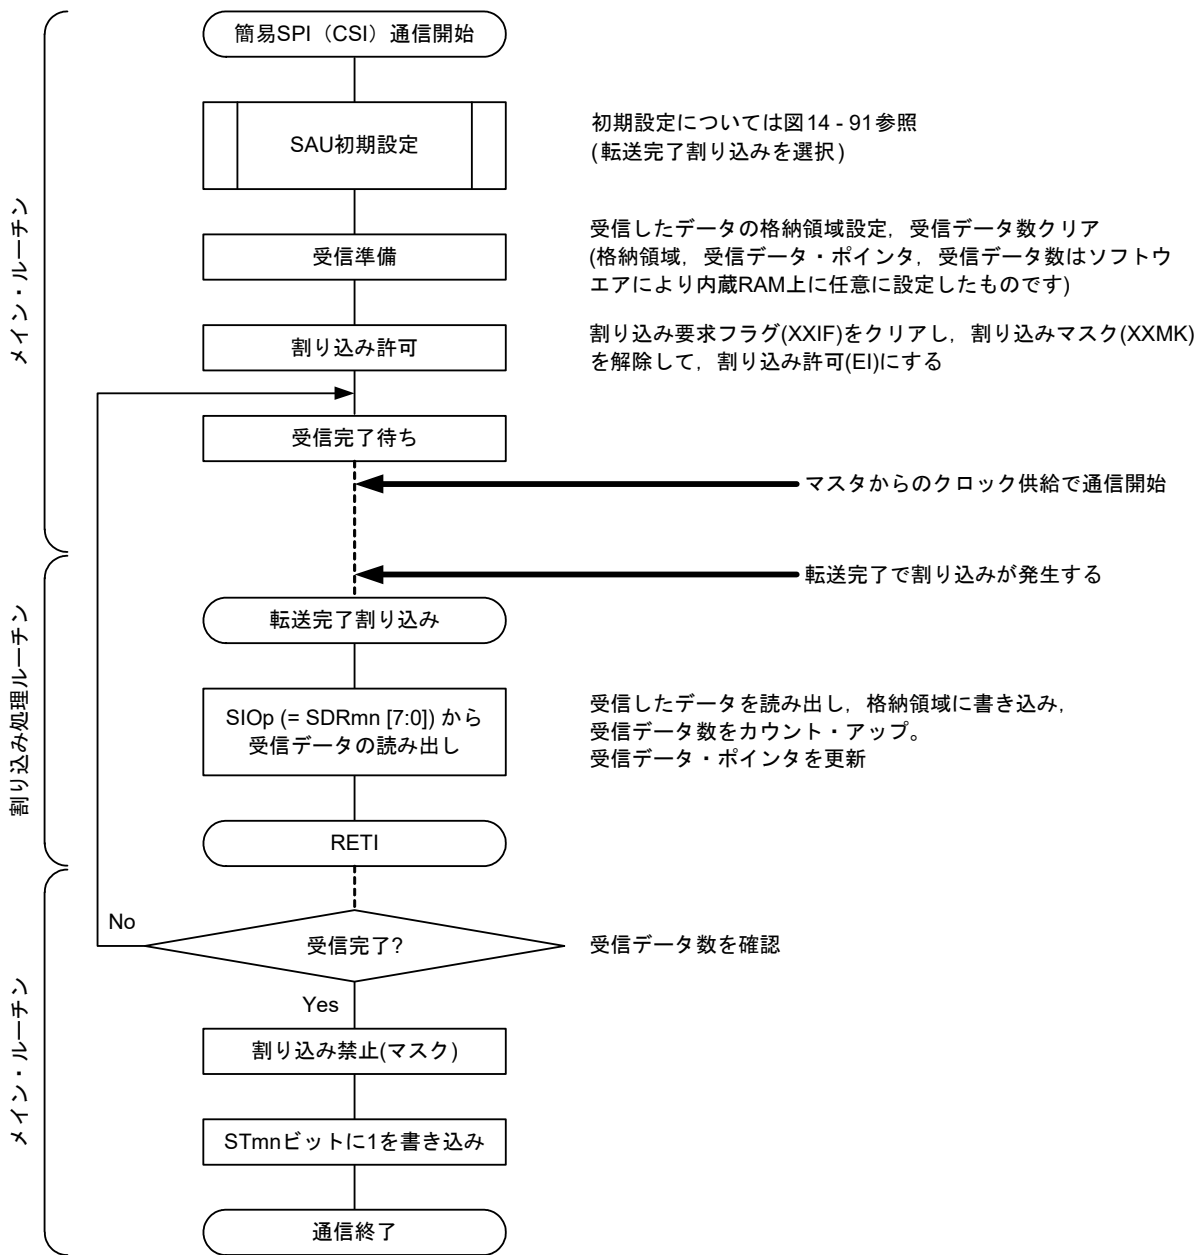 簡易SPI（CSI）通信開始
SAU初期設定
初期設定については図14 - 91参照
(転送完了割り込みを選択)
受信準備
受信したデータの格納領域設定，受信データ数クリア
(格納領域，受信データ・ポインタ，受信データ数はソフトウ
エアにより内蔵RAM上に任意に設定したものです)
割り込み許可
割り込み要求フラグ(XXIF)をクリアし，割り込みマスク(XXMK)
を解除して，割り込み許可(EI)にする
受信完了待ち
マスタからのクロック供給で通信開始
メイン・ルーチン
転送完了で割り込みが発生する
転送完了割り込み
SIOp (= SDRmn [7:0]) から
受信データの読み出し
受信したデータを読み出し，格納領域に書き込み，
受信データ数をカウント・アップ。
受信データ・ポインタを更新
RETI
割り込み処理ルーチン
No
受信完了?
受信データ数を確認
Yes
割り込み禁止(マスク)
STmnビットに1を書き込み
通信終了
メイン・ルーチン